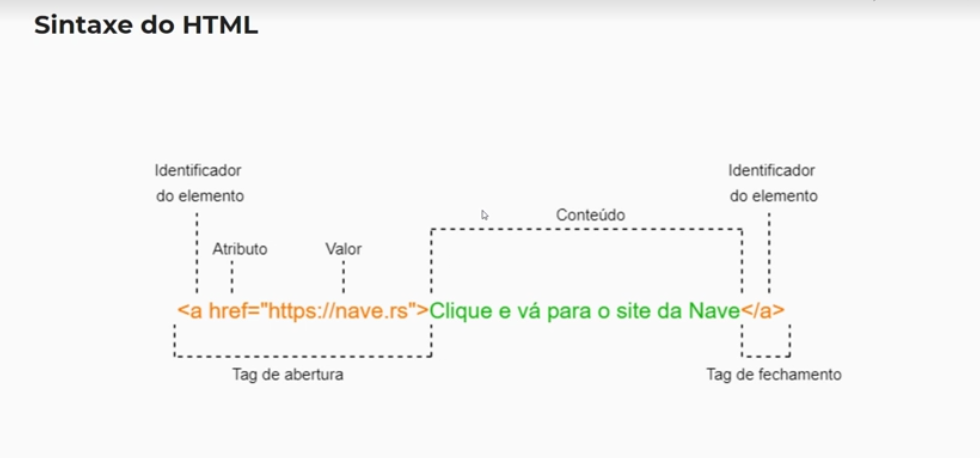 Sintaxe do HTML
Identificador
do elemento
Identificador
do elemento
Conteúdo
Atributo
Valor
<a href="https://nave.rs">Clique e vá para o site da Nave</a>
Tag de abertura
Tag de fechamento